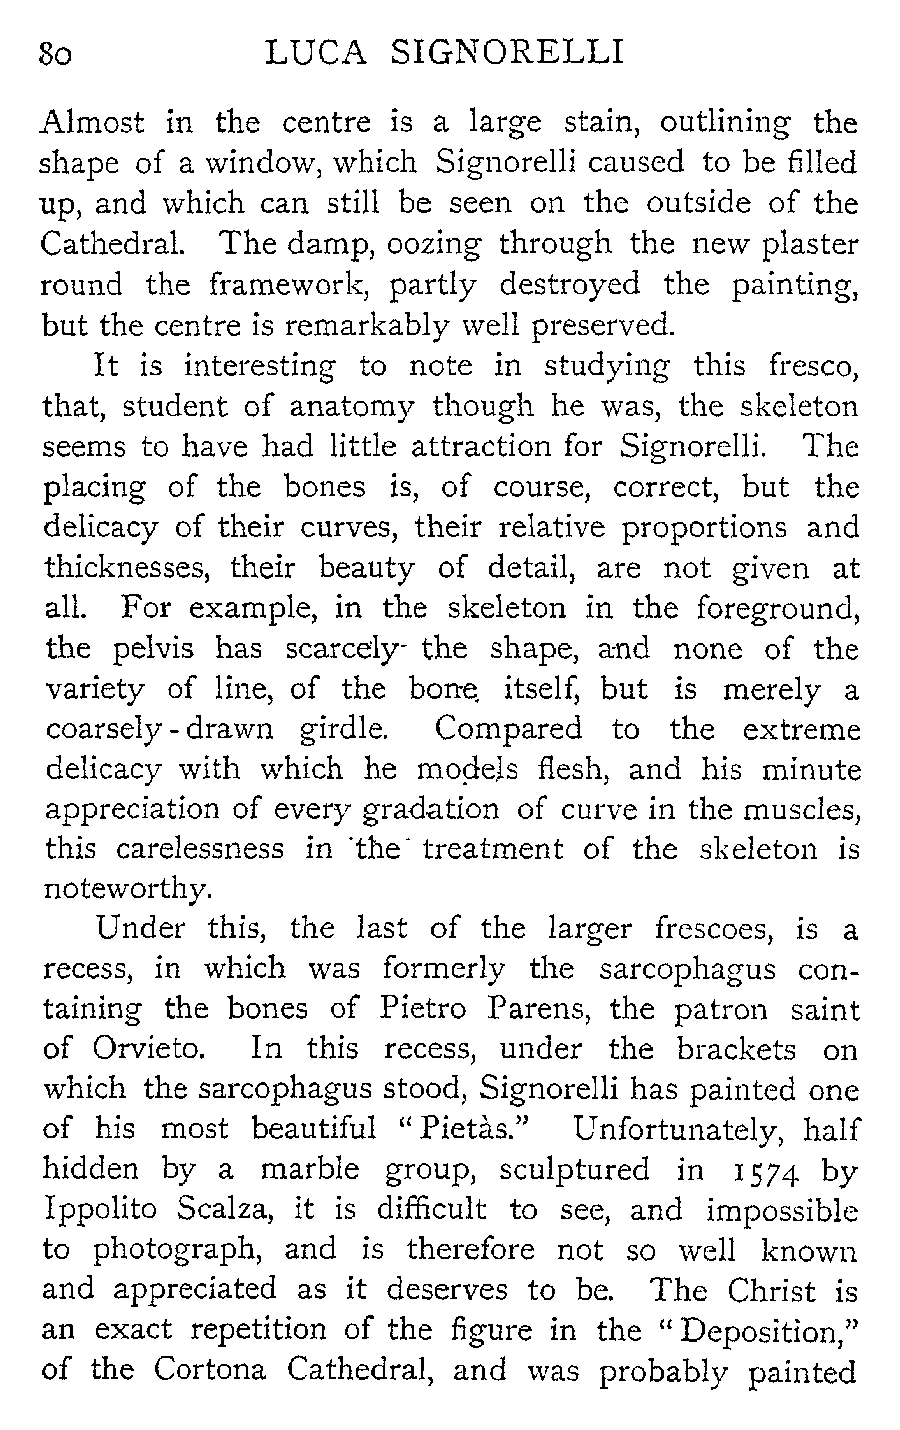 80 LUCA SIGNORELLI
Almost in the centre is a large stain, outlining the
shape of a window, which Signorelli caused to be filled
up, and which can still be seen on the outside of the
Cathedral. The damp, oozing through the new plaster
round the framework, partly destroyed the painting,
but the centre is remarkably well preserved.
It is interesting to note in studying this fresco,
that, student of anatomy though he was, the skeleton
seems to have had little attraction for Signorelli. The
placing of the bones is, of course, correct, but the
delicacy of their curves, their relative proportions and
thicknesses, their beauty of detail, are not given at
all. For example, in the skeleton in the foreground,
the pelvis has scarcely the shape, and none of the
variety of line, of the bone itself, but is merely a
coarsely-drawn girdle. Compared to the extreme
delicacy with which he models flesh, and his minute
appreciation of every gradation of curve in the muscles,
this carelessness in the treatment of the skeleton is
noteworthy.
Under this, the last of the larger frescoes, is a
recess, in which was formerly the sarcophagus con-
taining the bones of Pietro Parens, the patron saint
of Orvieto. In this recess, under the brackets on
which the sarcophagus stood, Signorelli has painted one
of his most beautiful "Pietàs." Unfortunately, half
hidden by a marble group, sculptured in 1574 by
Ippolito Scalza, it is difficult to see, and impossible
to photograph, and is therefore not so well known
and appreciated as it deserves to be. The Christ is
an exact repetition of the figure in the "Deposition,"
of the Cortona Cathedral, and was probably painted